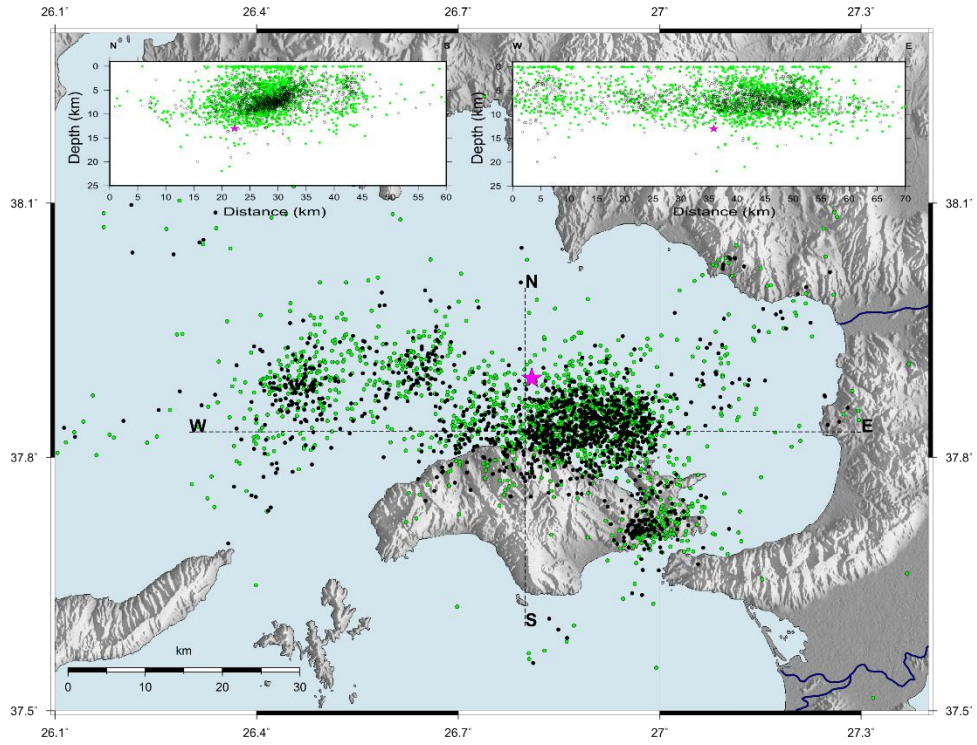 26.1° 26.4° 26.7° 27° 27.3°
N S W E
0 5 10 15 20 25
Depth (km)
0 5 10 15 20 25 30 35 40 45 50 55 60
Distance (km)
0 5 10 15 20 25
Depth (km)
0 5 10 15 20 25 30 35 40 45 50 55 60 65 70
Distance (km)
38.1° 38.1°
N
W E
37.8° 37.8°
S
km
0 10 20 30
37.5° 37.5°
26.1° 26.4° 26.7° 27° 27.3°